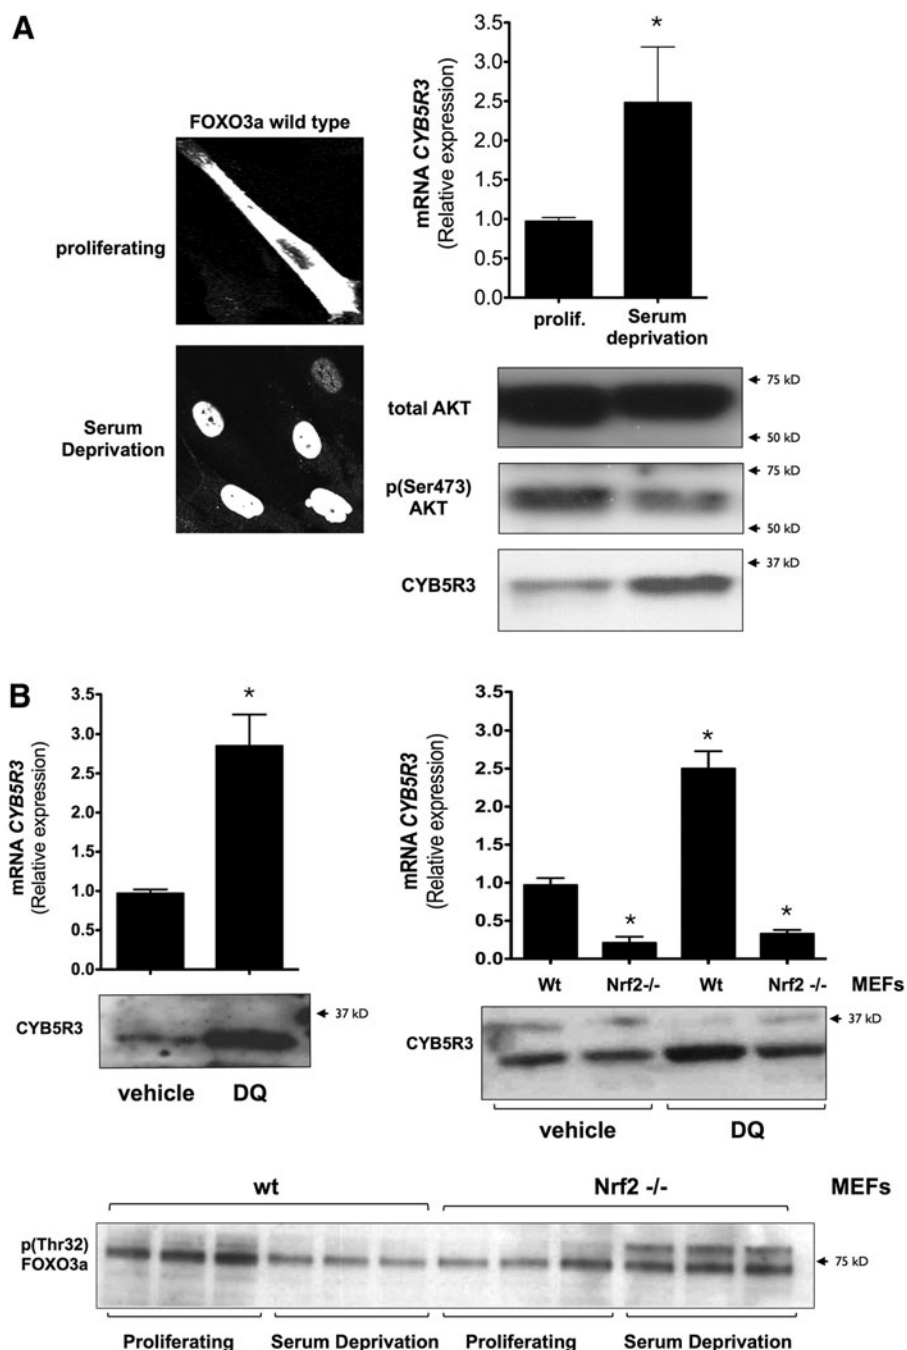 A
FOXO3a wild type
proliferating
Serum
Deprivation
mRNA CYB5R3
(Relative expression)
3.5
3.0
2.5
2.0
1.5
1.0
0.5
0.0
*
prolif.
Serum
deprivation
total AKT
75 kD
50 kD
p(Ser473)
AKT
75 kD
50 kD
CYB5R3
37 kD
B
mRNA CYB5R3
(Relative expression)
3.5
3.0
2.5
2.0
1.5
1.0
0.5
0.0
*
CYB5R3
37 kD
vehicle DQ
mRNA CYB5R3
(Relative expression)
3.5
3.0
2.5
2.0
1.5
1.0
0.5
0.0
* * *
Wt Nrf2-/- Wt Nrf2 -/- MEFs
CYB5R3
37 kD
vehicle DQ
wt Nrf2 -/- MEFs
p(Thr32)
FOXO3a
75 kD
Proliferating Serum Deprivation Proliferating Serum Deprivation